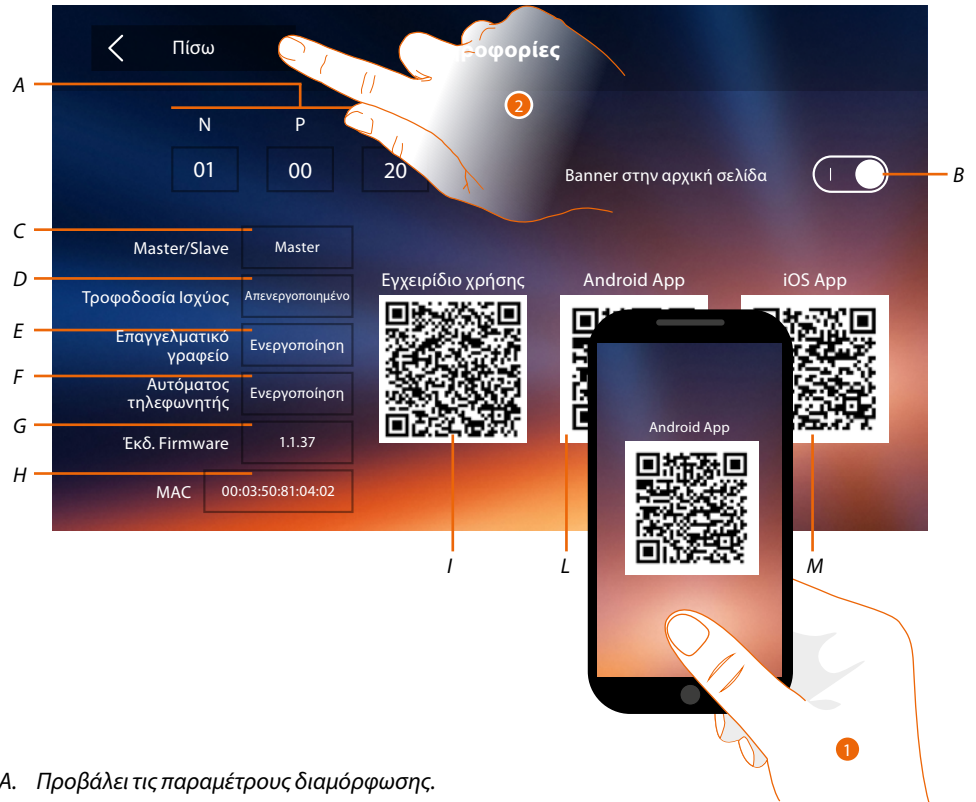 Πίσω
ροφορίες
2
A
N P
01 00 20
Banner στην αρχική σελίδα
B
C
Master/Slave Master
D
Τροφοδοσία Ισχύος Απενεργοποιημένο
E
Επαγγελματικό
γραφείο
Ενεργοποίηση
F
Αυτόματος
τηλεφωνητής
Ενεργοποίηση
G
Έκδ. Firmware 1.1.37
H
MAC 00:03:50:81:04:02
Εγχειρίδιο χρήσης
Android App
iOS App
Android App
I
L
M
1
A. Προβάλει τις παραμέτρους διαμόρφωσης.